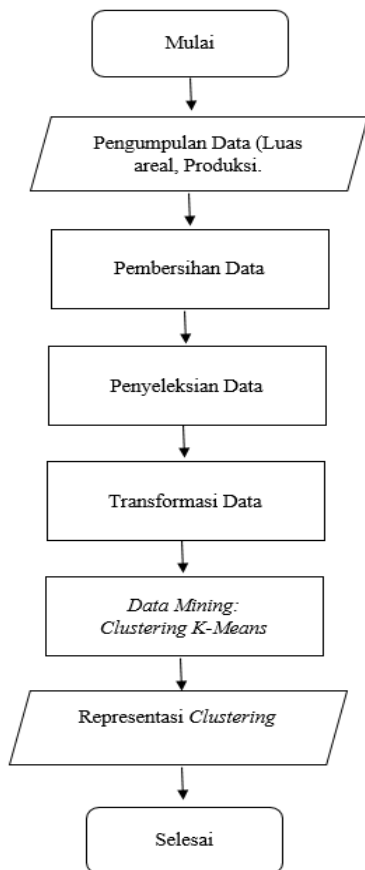 Mulai
Pengumpulan Data (Luas
areal, Produksi.
Pembersihan Data
Penyeleksian Data
Transformasi Data
Data Mining:
Clustering K-Means
Representasi Clustering
Selesai